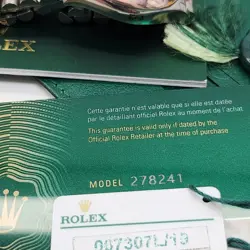 ROLEX
Cette garantie n'est valable que si elle est datée
par le détaillant officiel Rolex au moment de l'achat.
This guarantee is valid only if dated by the
Official Rolex Retailer at the time of purchase
MODEL 278241
ROLEX